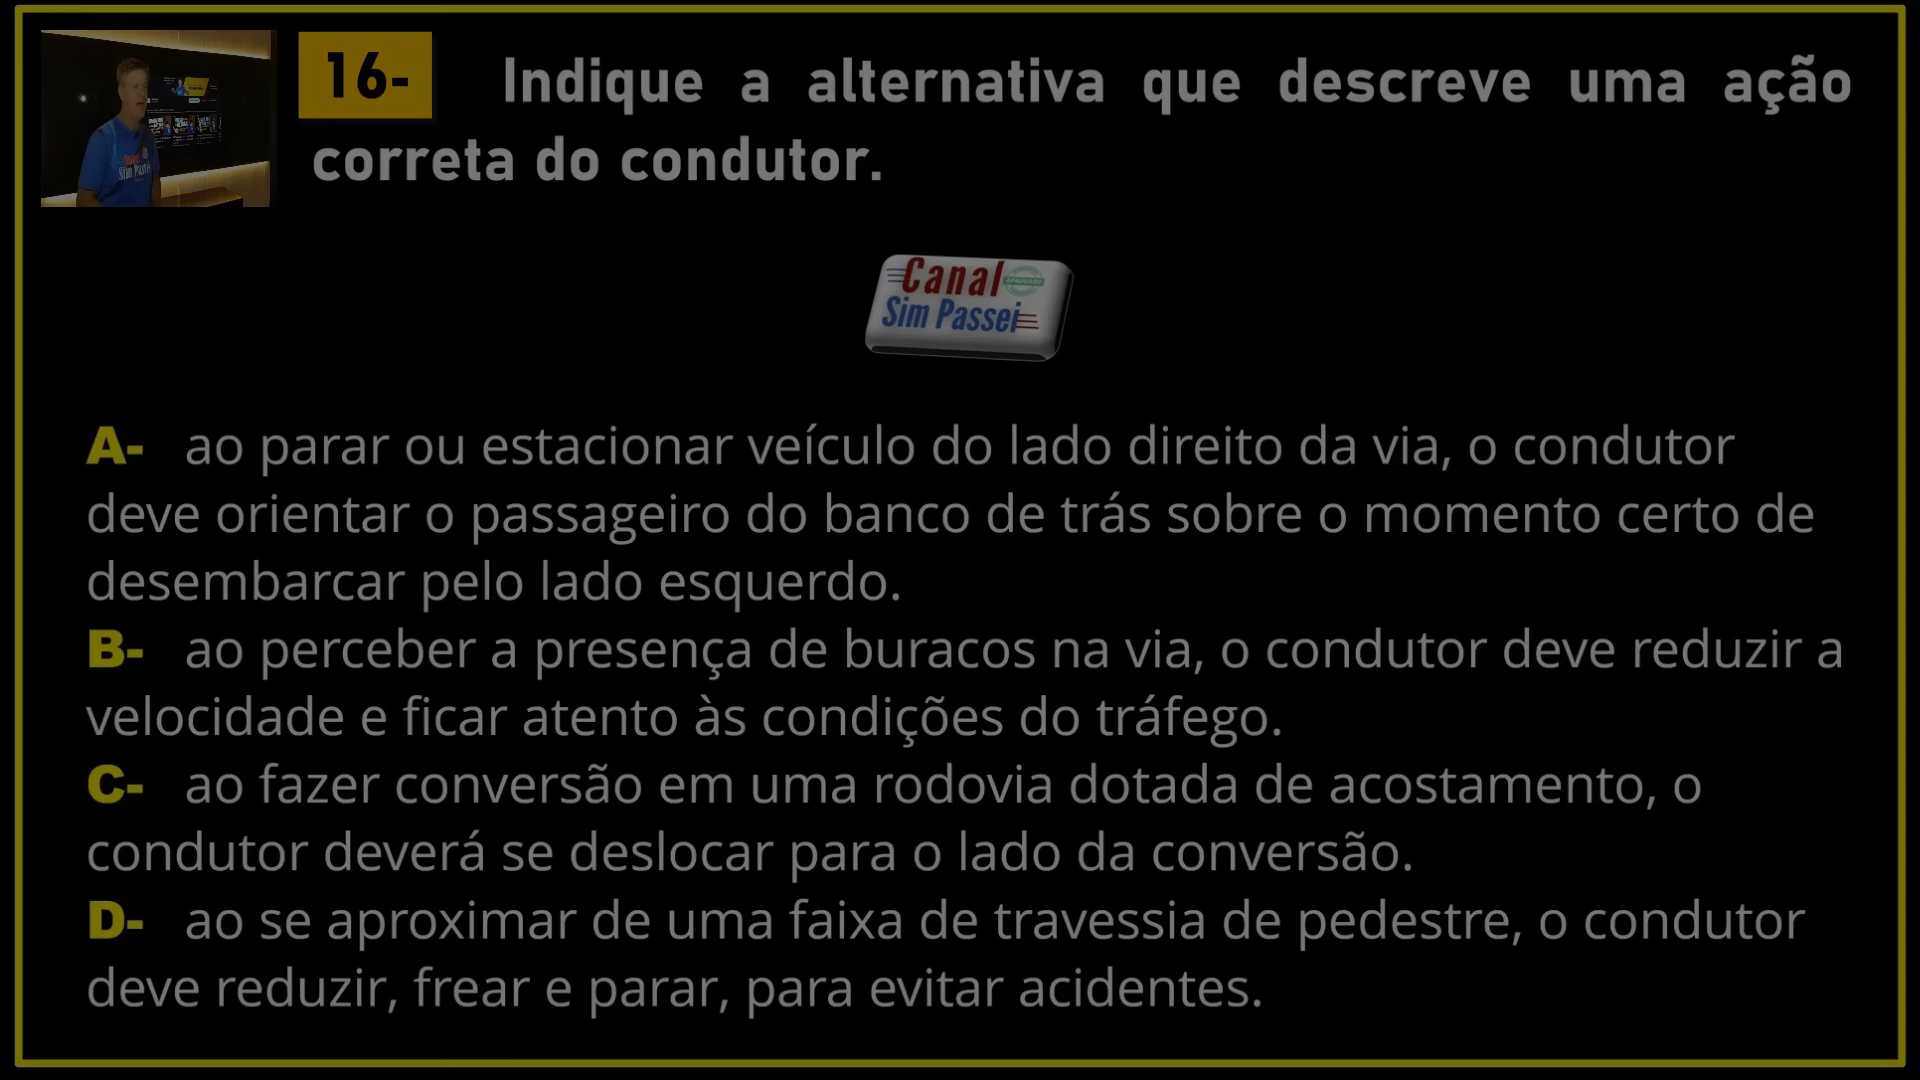 16- Indique a alternativa que descreve uma ação
correta do condutor.
Canal
Sim Passei
A- ao parar ou estacionar veículo do lado direito da via, o condutor
deve orientar o passageiro do banco de trás sobre o momento certo de
desembarcar pelo lado esquerdo.
B- ao perceber a presença de buracos na via, o condutor deve reduzir a
velocidade e ficar atento às condições do tráfego.
C- ao fazer conversão em uma rodovia dotada de acostamento, o
condutor deverá se deslocar para o lado da conversão.
D- ao se aproximar de uma faixa de travessia de pedestre, o condutor
deve reduzir, frear e parar, para evitar acidentes.